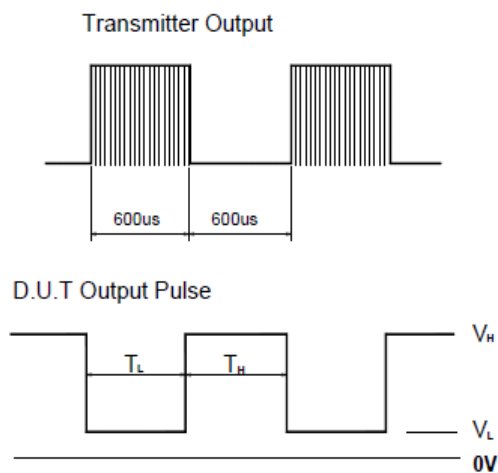 Transmitter Output
600us 600us
D.U.T Output Pulse
VH
TL TH
VL
0V